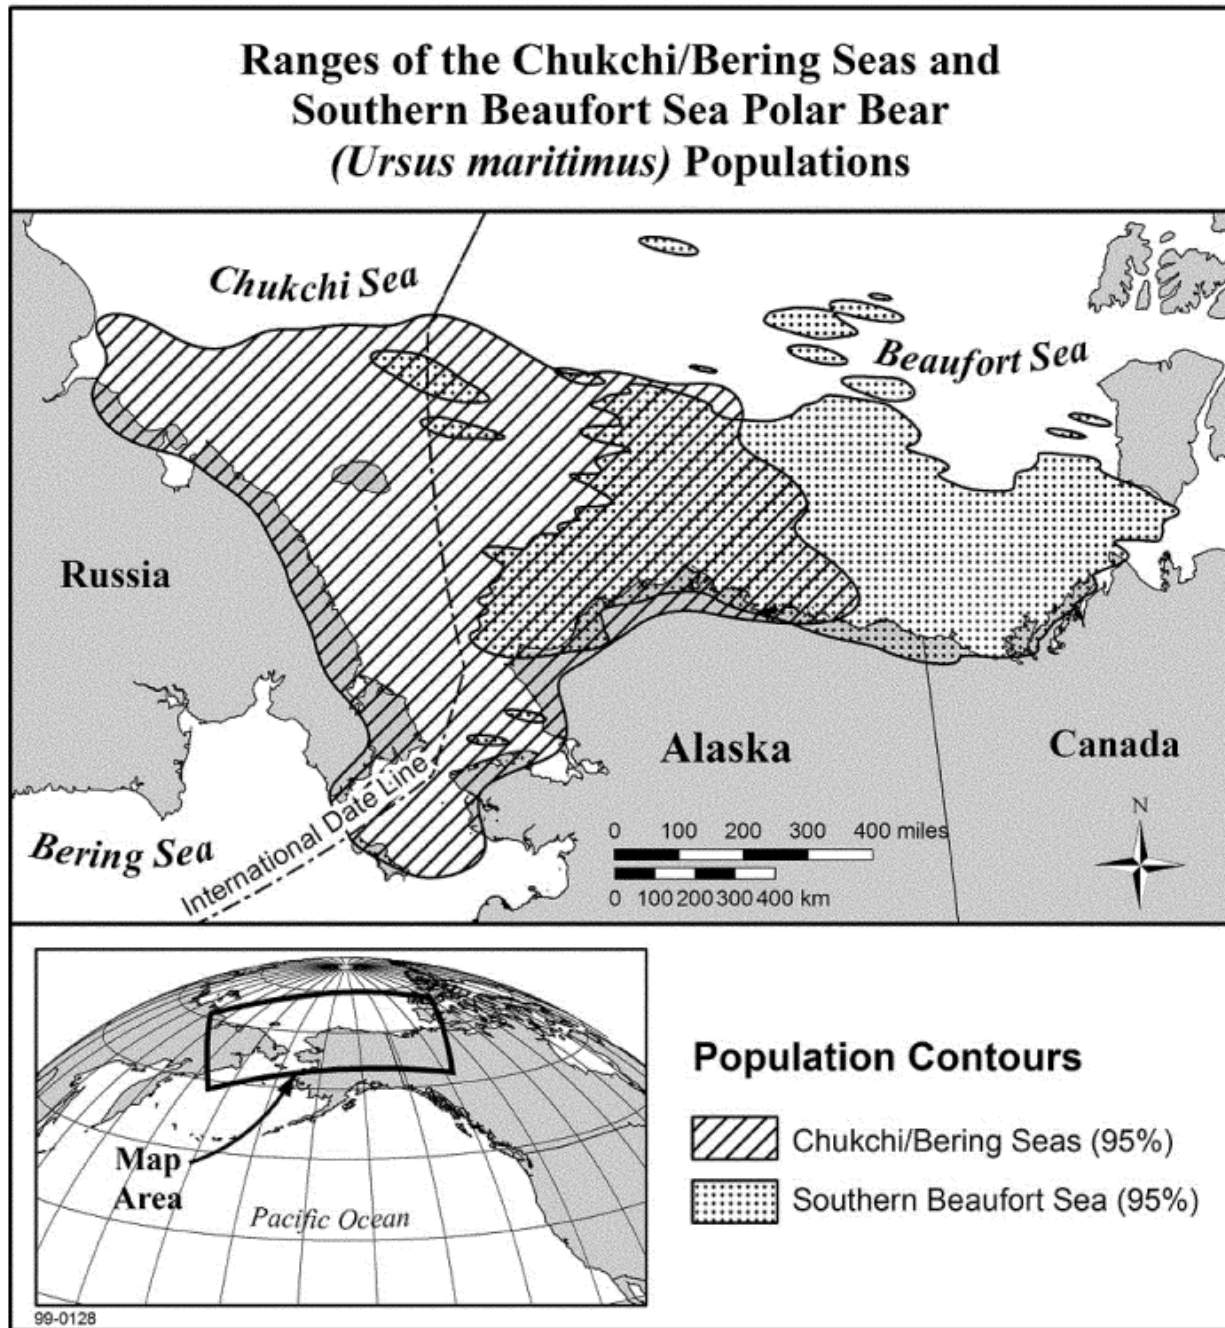 Ranges of the Chukchi/Bering Seas and
Southern Beaufort Sea Polar Bear
(Ursus maritimus) Populations
Chukchi Sea
Beaufort Sea
Russia
Alaska
Canada
Bering Sea
International Date Line
N
0 100 200 300 400 miles
0 100 200 300 400 km
Map
Area
Pacific Ocean
Population Contours
Chukchi/Bering Seas (95%)
Southern Beaufort Sea (95%)
99-0128